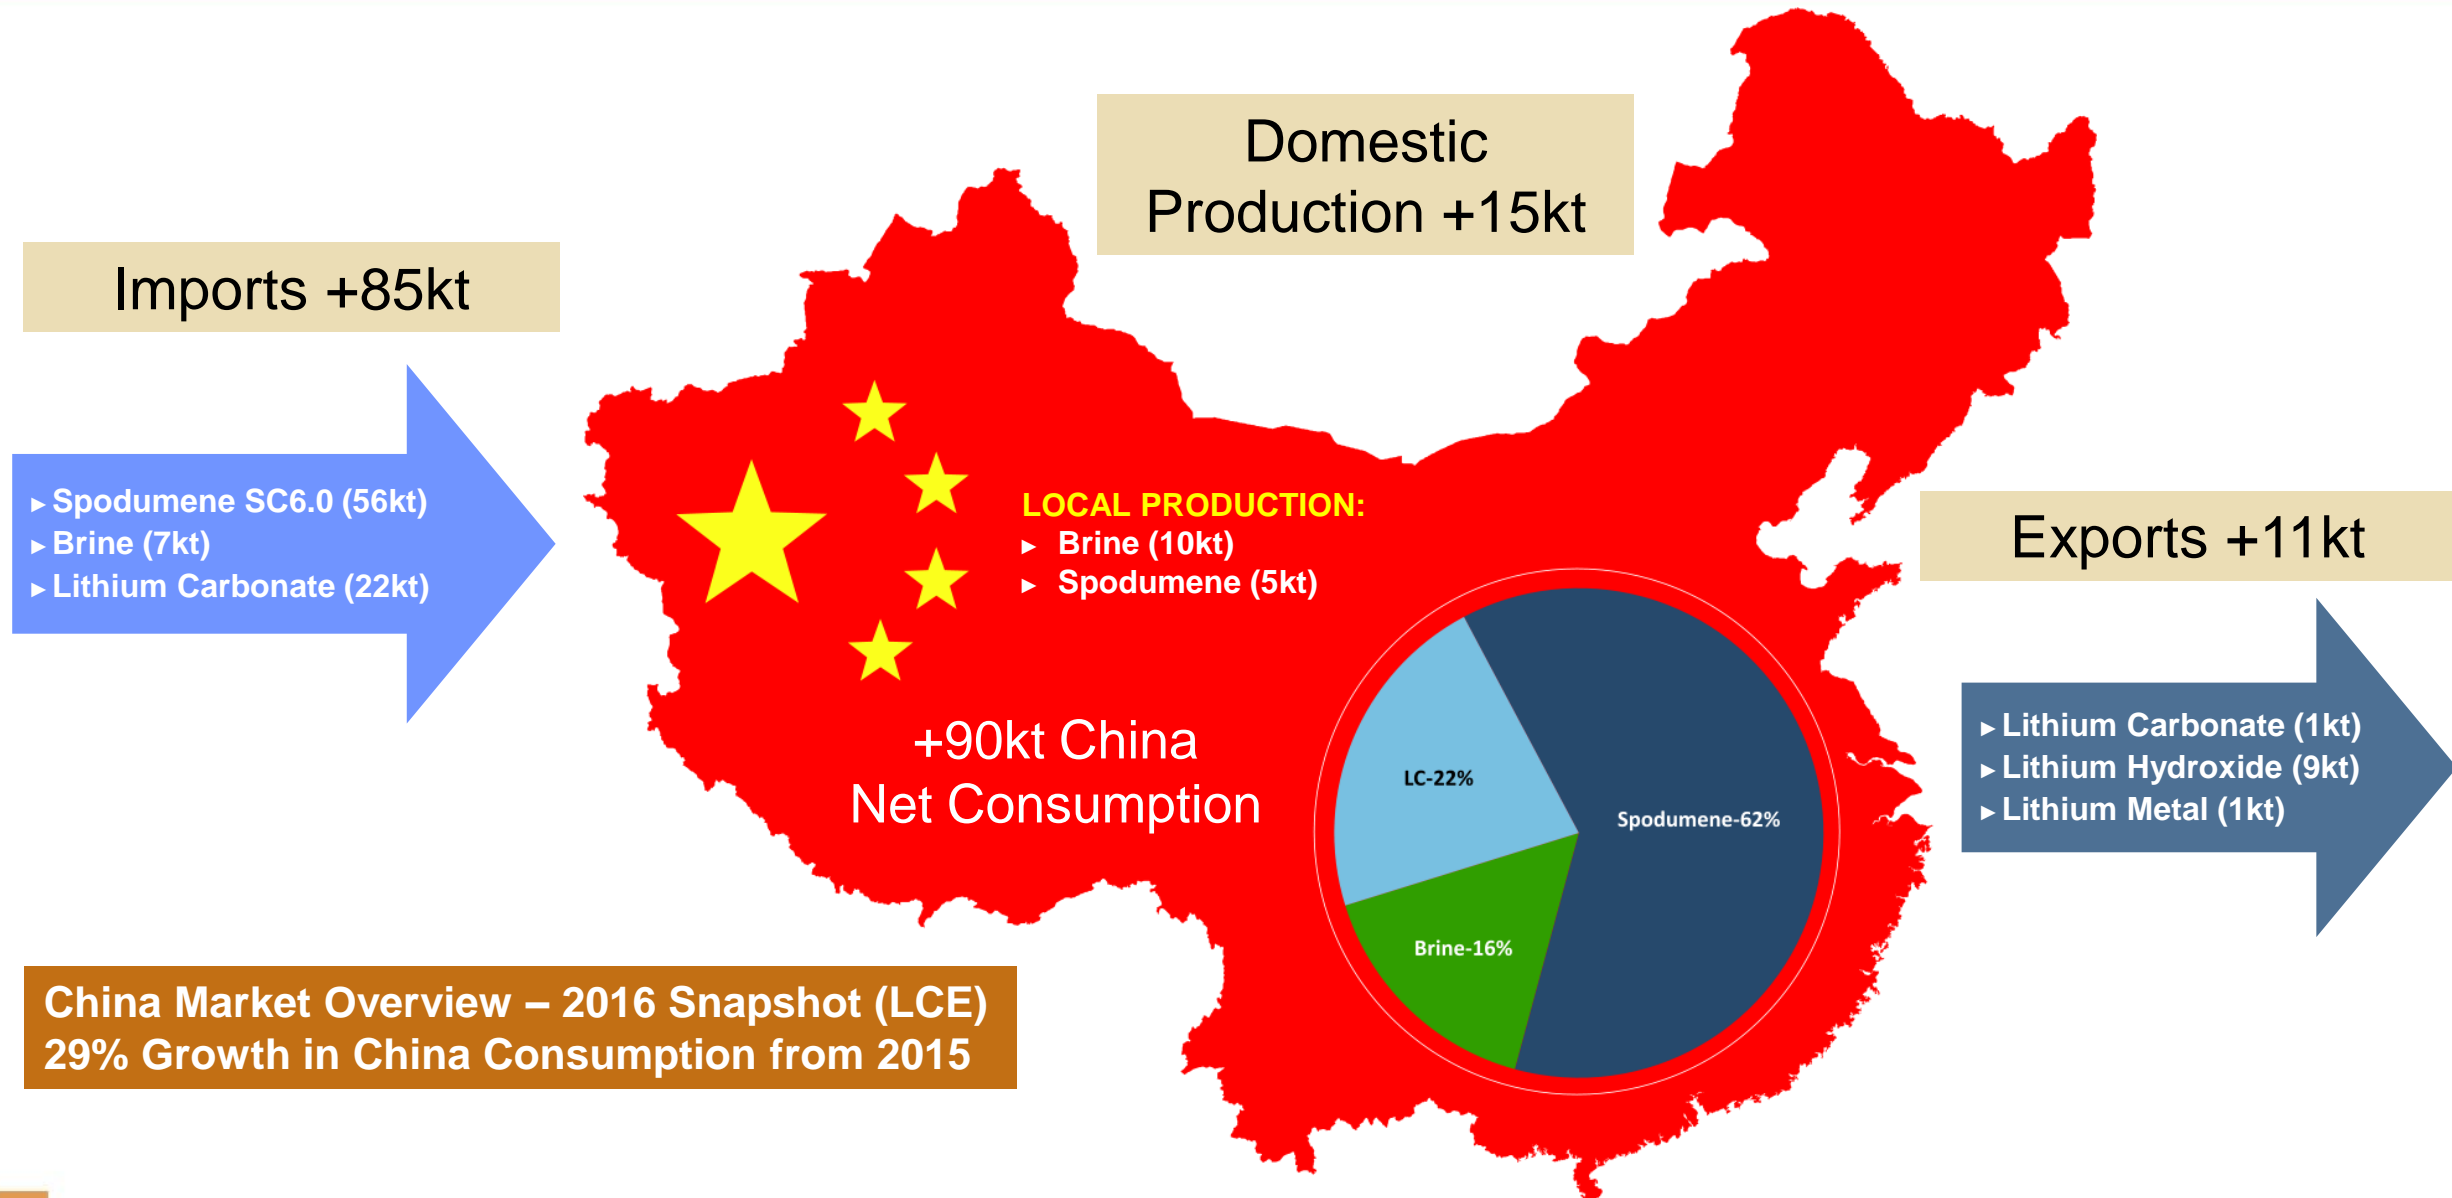 Domestic
Production +15kt
Imports +85kt
► Spodumene SC6.0 (56kt)
► Brine (7kt)
► Lithium Carbonate (22kt)
LOCAL PRODUCTION:
► Brine (10kt)
► Spodumene (5kt)
Exports +11kt
► Lithium Carbonate (1kt)
► Lithium Hydroxide (9kt)
► Lithium Metal (1kt)
+90kt China
Net Consumption
LC-22%
Spodumene-62%
Brine-16%
China Market Overview – 2016 Snapshot (LCE)
29% Growth in China Consumption from 2015